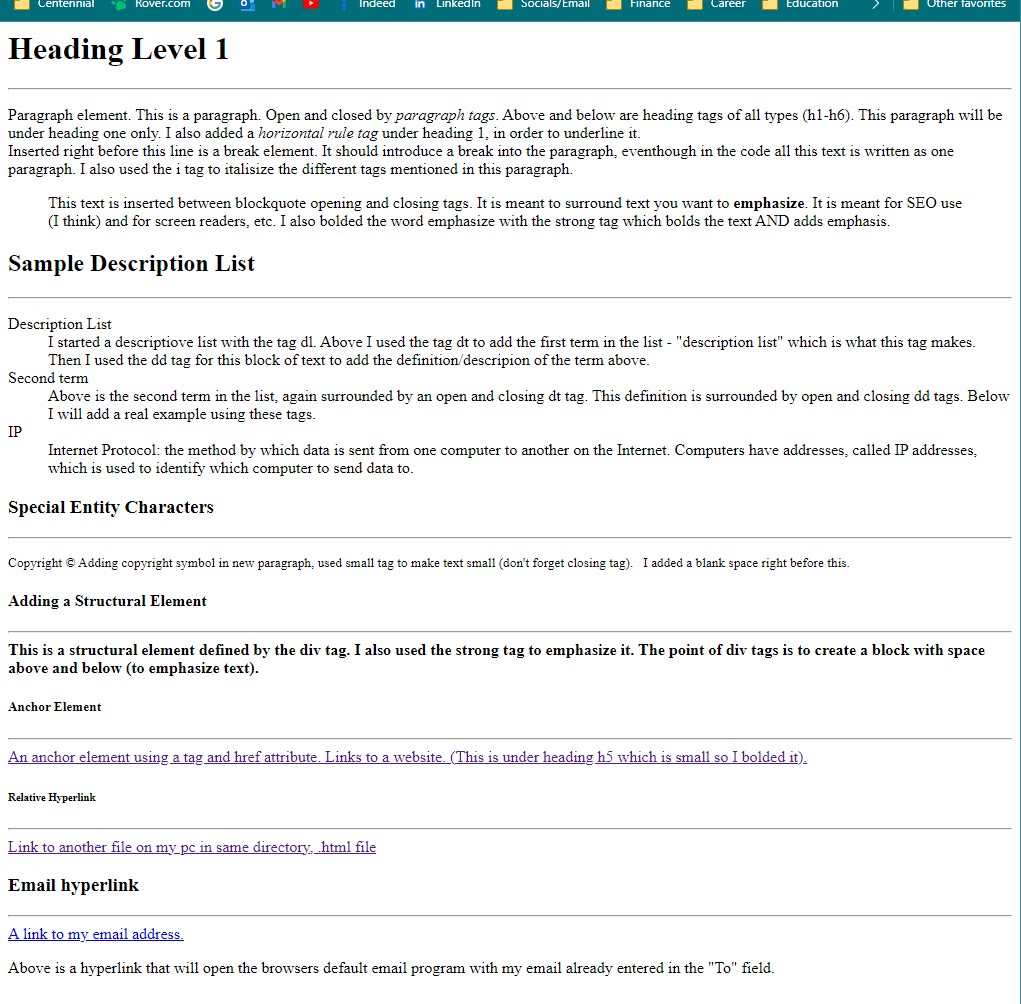 Centennial Rover.com Indeed LinkedIn Socials/Email Finance Career Education Other favorites
Heading Level 1
Paragraph element. This is a paragraph. Open and closed by paragraph tags. Above and below are heading tags of all types (h1-h6). This paragraph will be
under heading one only. I also added a horizontal rule tag under heading 1, in order to underline it.
Inserted right before this line is a break element. It should introduce a break into the paragraph, eventhough in the code all this text is written as one
paragraph. I also used the i tag to italisize the different tags mentioned in this paragraph.
This text is inserted between blockquote opening and closing tags. It is meant to surround text you want to emphasize. It is meant for SEO use
(I think) and for screen readers, etc. I also bolded the word emphasize with the strong tag which bolds the text AND adds emphasis.
Sample Description List
Description List
I started a descriptiove list with the tag dl. Above I used the tag dt to add the first term in the list - "description list" which is what this tag makes.
Then I used the dd tag for this block of text to add the definition/descripion of the term above.
Second term
Above is the second term in the list, again surrounded by an open and closing dt tag. This definition is surrounded by open and closing dd tags. Below
I will add a real example using these tags.
IP
Internet Protocol: the method by which data is sent from one computer to another on the Internet. Computers have addresses, called IP addresses,
which is used to identify which computer to send data to.
Special Entity Characters
Copyright © Adding copyright symbol in new paragraph, used small tag to make text small (don't forget closing tag).   I added a blank space right before this.
Adding a Structural Element
This is a structural element defined by the div tag. I also used the strong tag to emphasize it. The point of div tags is to create a block with space
above and below (to emphasize text).
Anchor Element
An anchor element using a tag and href attribute. Links to a website. (This is under heading h5 which is small so I bolded it).
Relative Hyperlink
Link to another file on my pc in same directory, .html file
Email hyperlink
A link to my email address.
Above is a hyperlink that will open the browsers default email program with my email already entered in the "To" field.